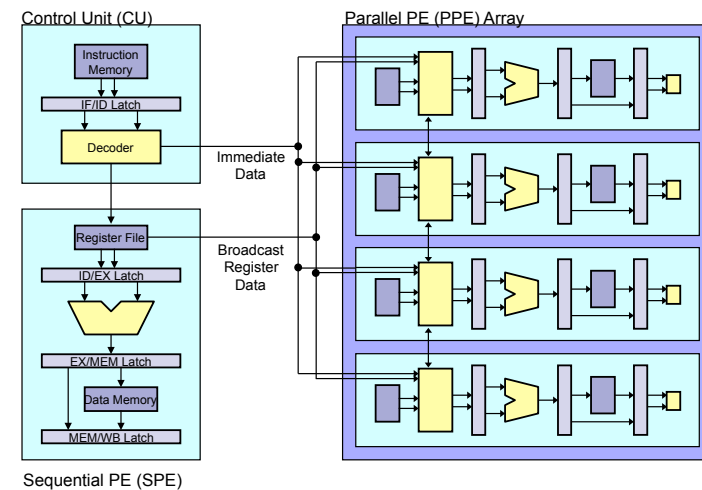 Control Unit (CU)
Instruction
Memory
IF/ID Latch
Decoder
Register File
ID/EX Latch
EX/MEM Latch
Data Memory
MEM/WB Latch
Sequential PE (SPE)
Immediate
Data
Broadcast
Register
Data
Parallel PE (PPE) Array